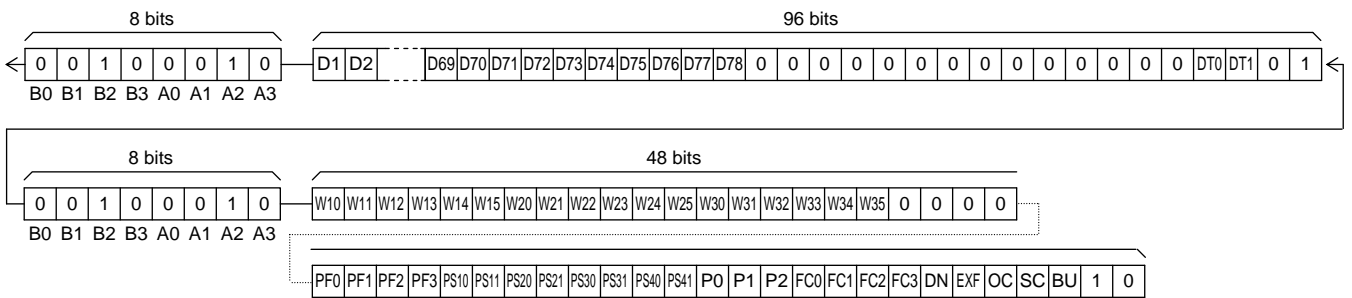 8 bits 96 bits
0 0 1 0 0 0 1 0 D1 D2 D69 D70 D71 D72 D73 D74 D75 D76 D77 D78 0 0 0 0 0 0 0 0 0 0 0 0 0 0 DT0 DT1 0 1
B0 B1 B2 B3 A0 A1 A2 A3
8 bits 48 bits
0 0 1 0 0 0 1 0 W10 W11 W12 W13 W14 W15 W20 W21 W22 W23 W24 W25 W30 W31 W32 W33 W34 W35 0 0 0 0
B0 B1 B2 B3 A0 A1 A2 A3
PF0 PF1 PF2 PF3 PS10 PS11 PS20 PS21 PS30 PS31 PS40 PS41 P0 P1 P2 FC0 FC1 FC2 FC3 DN EXF OC SC BU 1 0